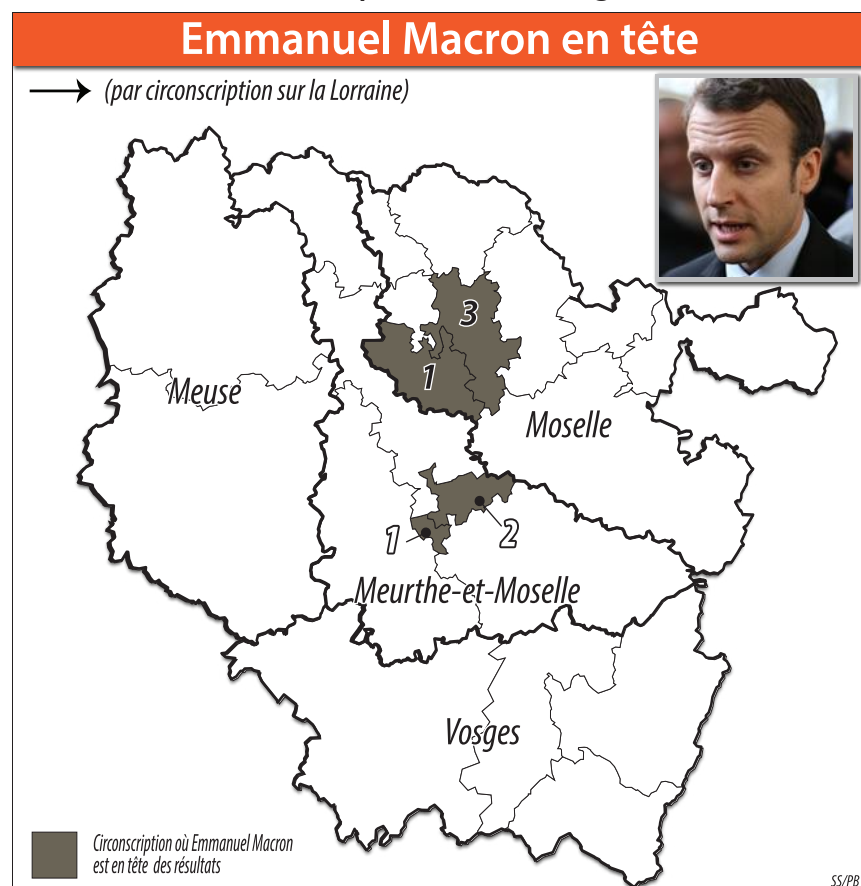 Emmanuel Macron en tête
(par circonscription sur la Lorraine)
3
1
Meuse
Moselle
1
2
Meurthe-et-Moselle
Vosges
Circonscription où Emmanuel Macron
est en tête des résultats
SS/PB